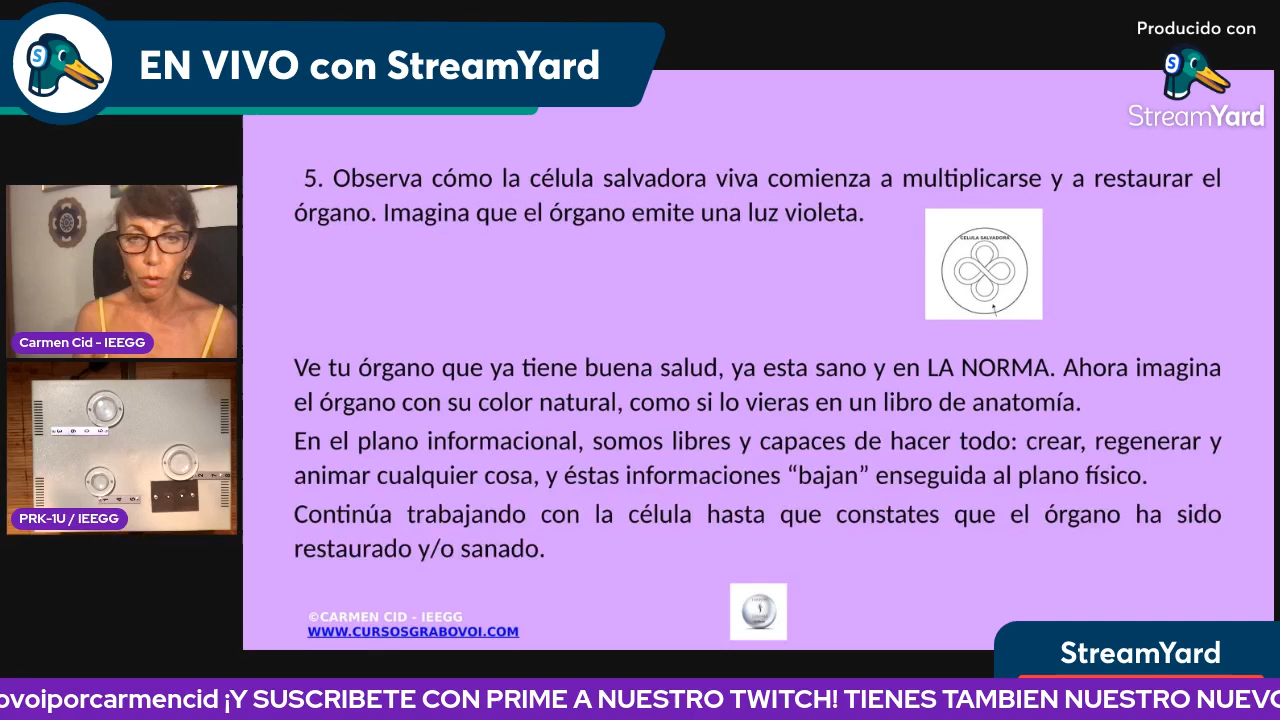 EN VIVO con StreamYard
Producido con
StreamYard
5. Observa cómo la célula salvadora viva comienza a multiplicarse y a restaurar el
órgano. Imagina que el órgano emite una luz violeta.
CELULA SALVADORA
Carmen Cid - IEEGG
Ve tu órgano que ya tiene buena salud, ya esta sano y en LA NORMA. Ahora imagina
el órgano con su color natural, como si lo vieras en un libro de anatomía.
En el plano informacional, somos libres y capaces de hacer todo: crear, regenerar y
animar cualquier cosa, y éstas informaciones “bajan” enseguida al plano físico.
Continúa trabajando con la célula hasta que constates que el órgano ha sido
restaurado y/o sanado.
PRK-1U / IEEGG
©CARMEN CID - IEEGG
WWW.CURSOSGRABOVOI.COM
StreamYard
ovoiporcarmencid ¡Y SUSCRIBETE CON PRIME A NUESTRO TWITCH! TIENES TAMBIEN NUESTRO NUEVO